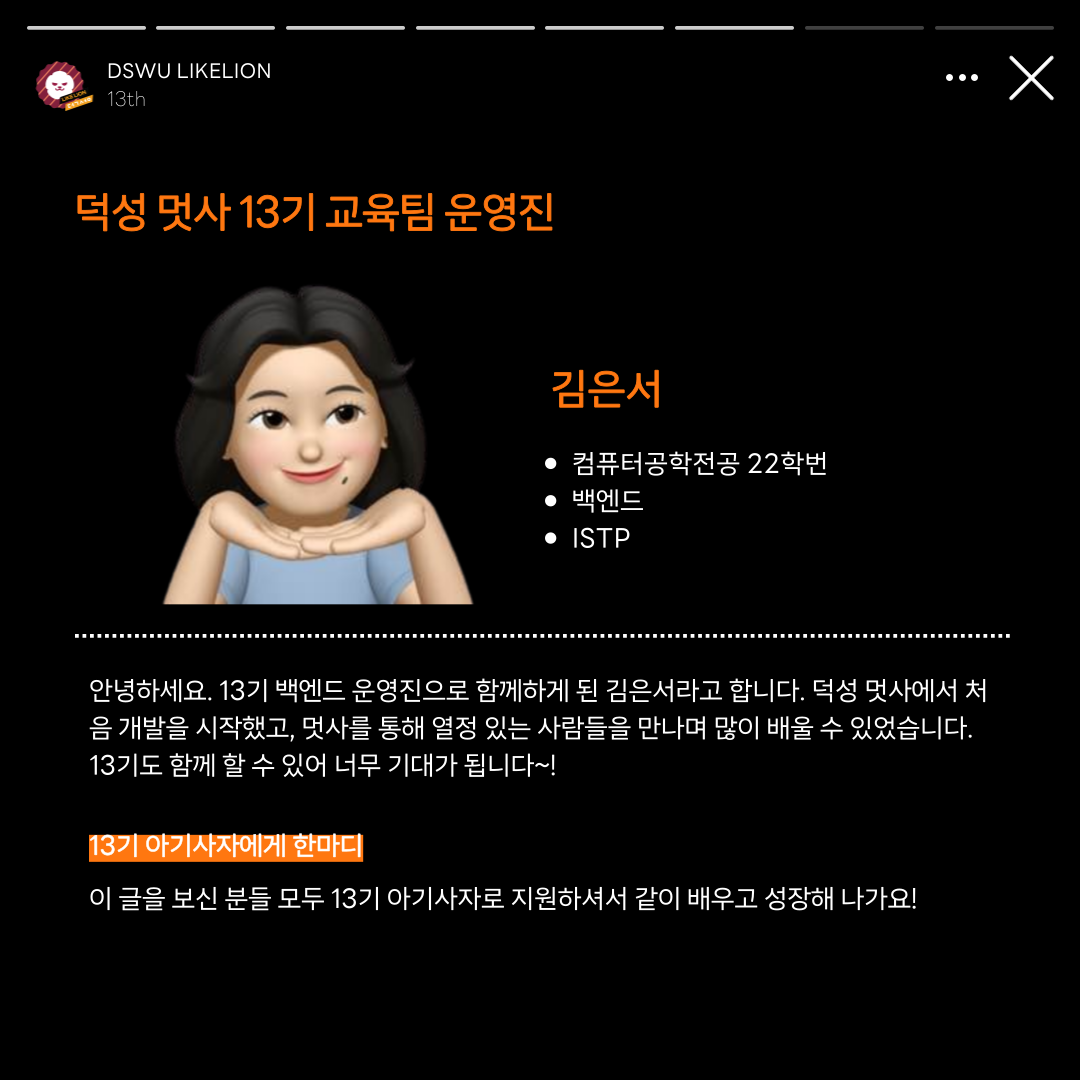 DSWU LIKELION
13th
덕성 멋사 13기 교육팀 운영진
김은서
컴퓨터공학전공 22학번
백엔드
ISTP
안녕하세요. 13기 백엔드 운영진으로 함께하게 된 김은서라고 합니다. 덕성 멋사에서 처
음 개발을 시작했고, 멋사를 통해 열정 있는 사람들을 만나며 많이 배울 수 있었습니다.
13기도 함께 할 수 있어 너무 기대가 됩니다~!
13기 아기사자에게 한마디
이 글을 보신 분들 모두 13기 아기사자로 지원하셔서 같이 배우고 성장해 나가요!